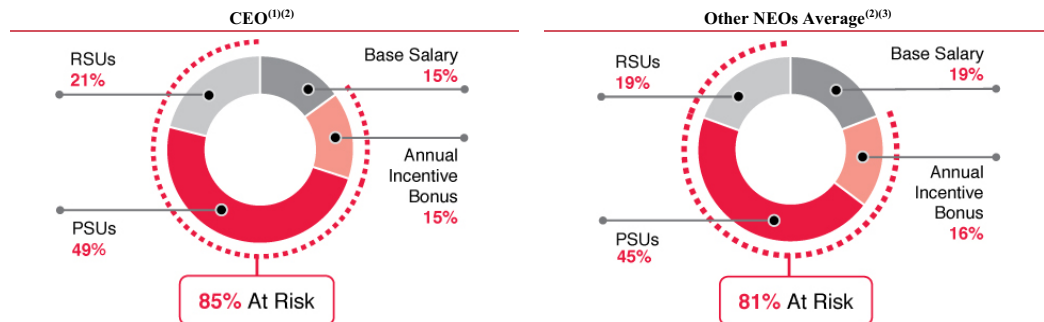 CEO(1)(2)
RSUs
21%
Base Salary
15%
Annual
Incentive
Bonus
15%
PSUs
49%
85% At Risk
Other NEOs Average(2)(3)
RSUs
19%
Base Salary
19%
Annual
Incentive
Bonus
16%
PSUs
45%
81% At Risk